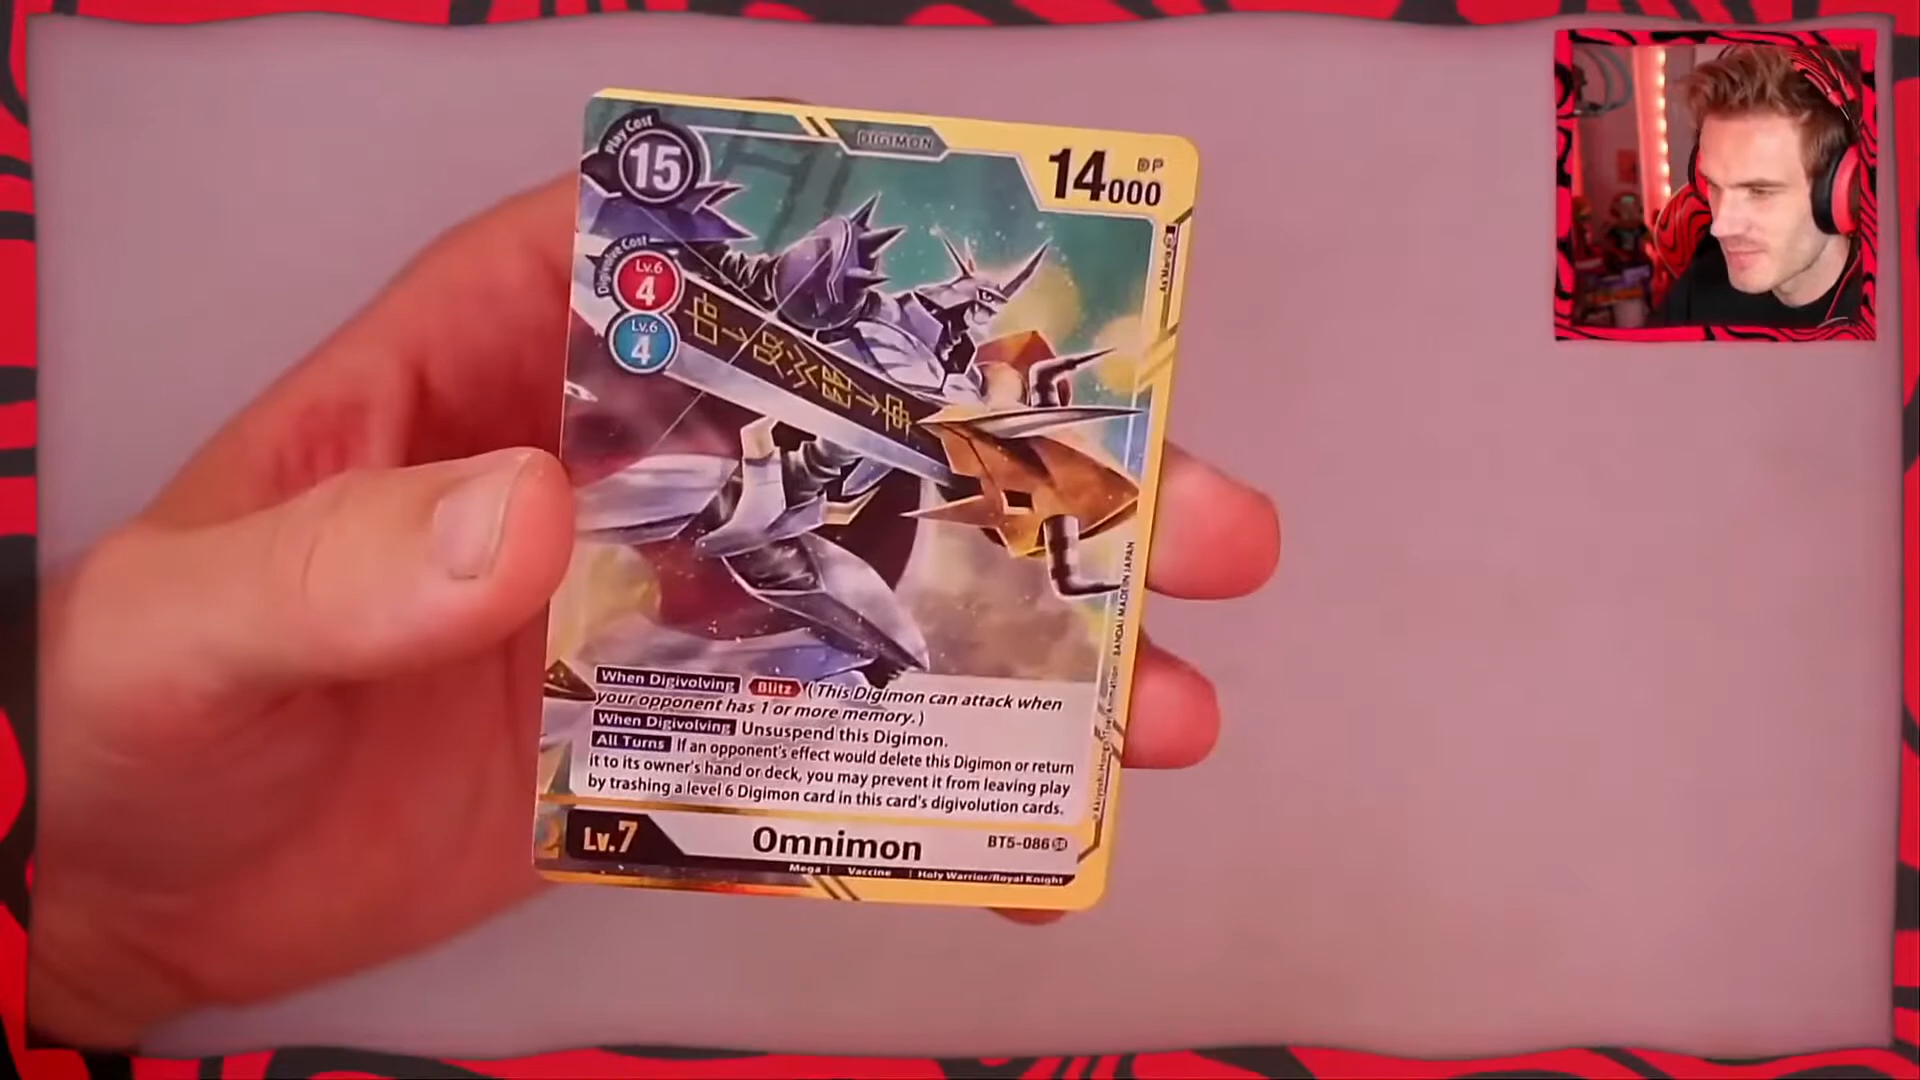 Play Cost
15
DIGIMON
DP
14000
Digivolve Cost
Lv.6
4
Lv.6
4
BANDAI MADE IN JAPAN
When Digivolving Blitz (This Digimon can attack when
your opponent has 1 or more memory.)
When Digivolving Unsuspend this Digimon.
All Turns If an opponent's effect would delete this Digimon or return
it to its owner's hand or deck, you may prevent it from leaving play
by trashing a level 6 Digimon card in this card's digivolution cards.
Lv.7
Omnimon
BT5-086 SR
Mega | Vaccine | Holy Warrior/Royal Knight